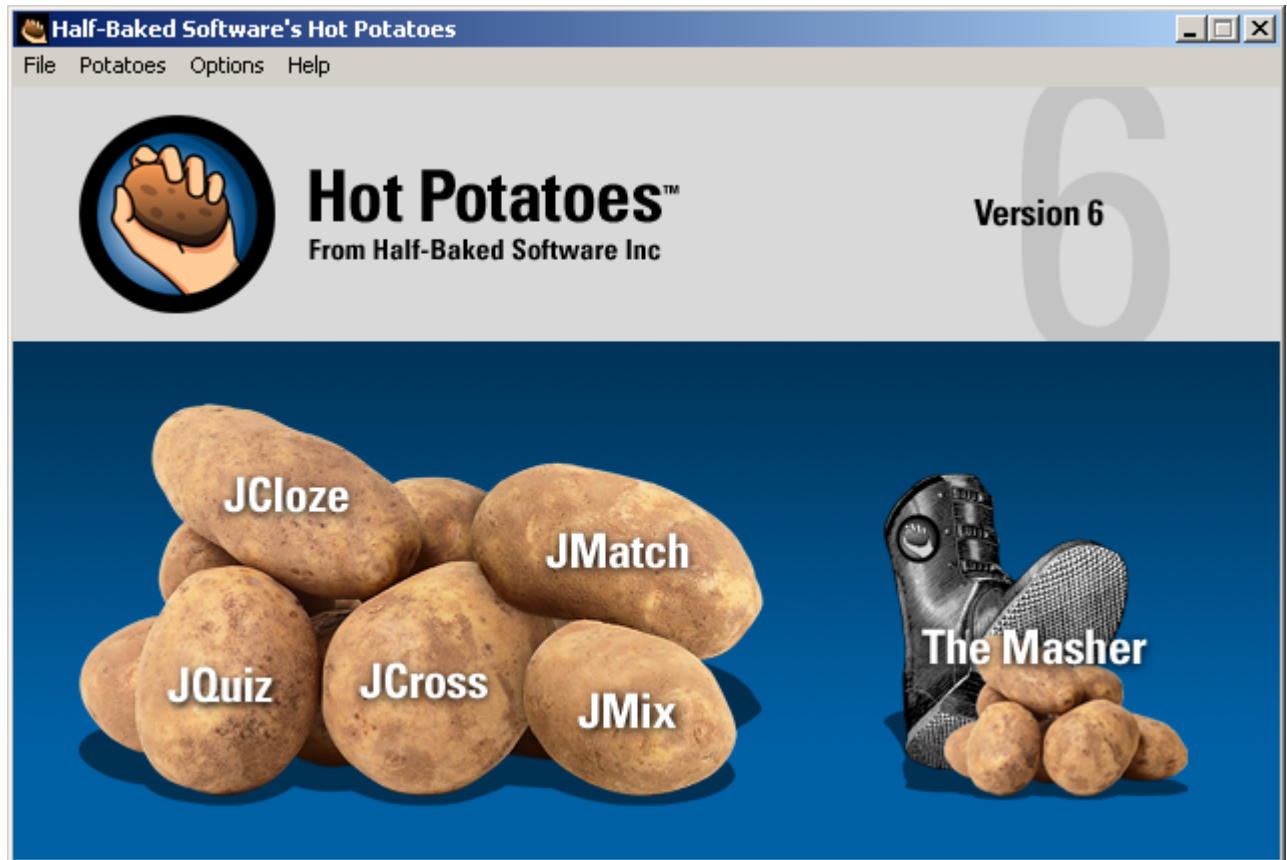 Half-Baked Software's Hot Potatoes
File Potatoes Options Help
Hot Potatoes™
From Half-Baked Software Inc
6
Version 6
JCloze
JMatch
JQuiz
JCross
JMix
The Masher